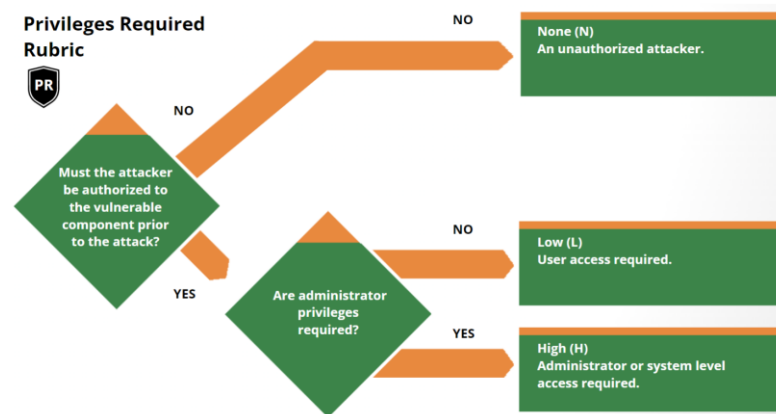 Privileges Required
Rubric
PR
NO
None (N)
An unauthorized attacker.
NO
Must the attacker
be authorized to
the vulnerable
component prior
to the attack?
YES
NO
Low (L)
User access required.
Are administrator
privileges
required?
YES
High (H)
Administrator or system level
access required.